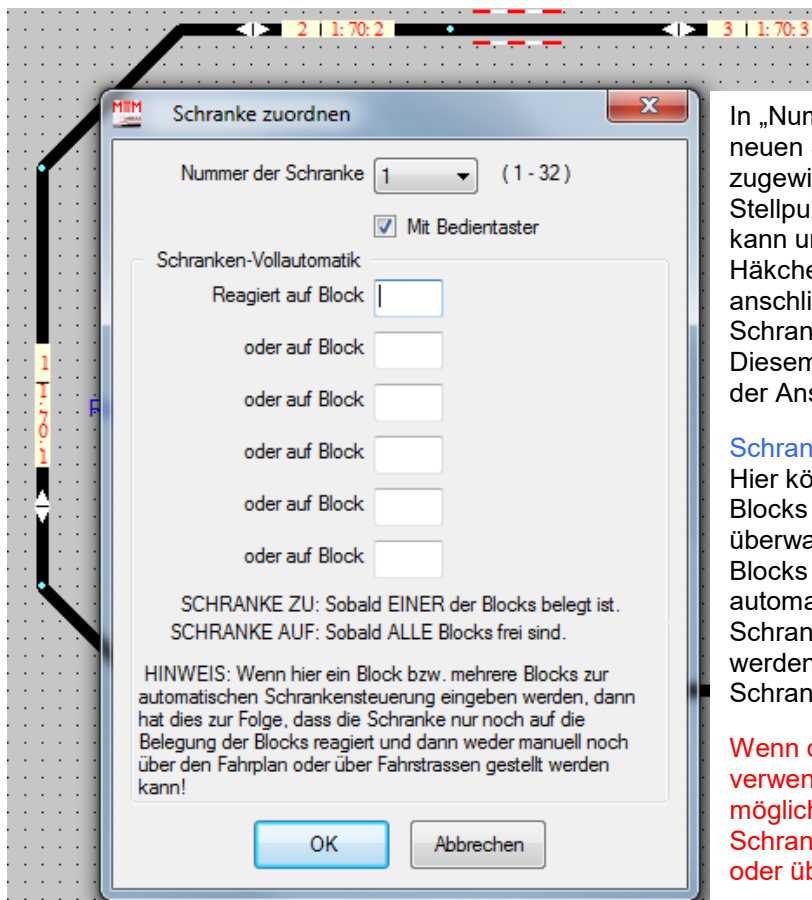 2 1:70:2
3 1:70:3
MTTM
Schranke zuordnen
Nummer der Schranke 1 ( 1 - 32 )
Mit Bedientaster
Schranken-Vollautomatik
Reagiert auf Block
oder auf Block
oder auf Block
oder auf Block
oder auf Block
oder auf Block
SCHRANKE ZU: Sobald EINER der Blocks belegt ist.
SCHRANKE AUF: Sobald ALLE Blocks frei sind.
HINWEIS: Wenn hier ein Block bzw. mehrere Blocks zur
automatischen Schrankensteuerung eingeben werden, dann
hat dies zur Folge, dass die Schranke nur noch auf die
Belegung der Blocks reagiert und dann weder manuell noch
über den Fahrplan oder über Fahrstrassen gestellt werden
kann!
OK
Abbrechen
1 1:70:1
In „Num
neuen
zugewi
Stellpu
kann u
Häkche
anschli
Schran
Diesem
der Ans
Schran
Hier kö
Blocks
überwa
Blocks
automa
Schran
werden
Schran
Wenn
verwen
möglich
Schran
oder üb